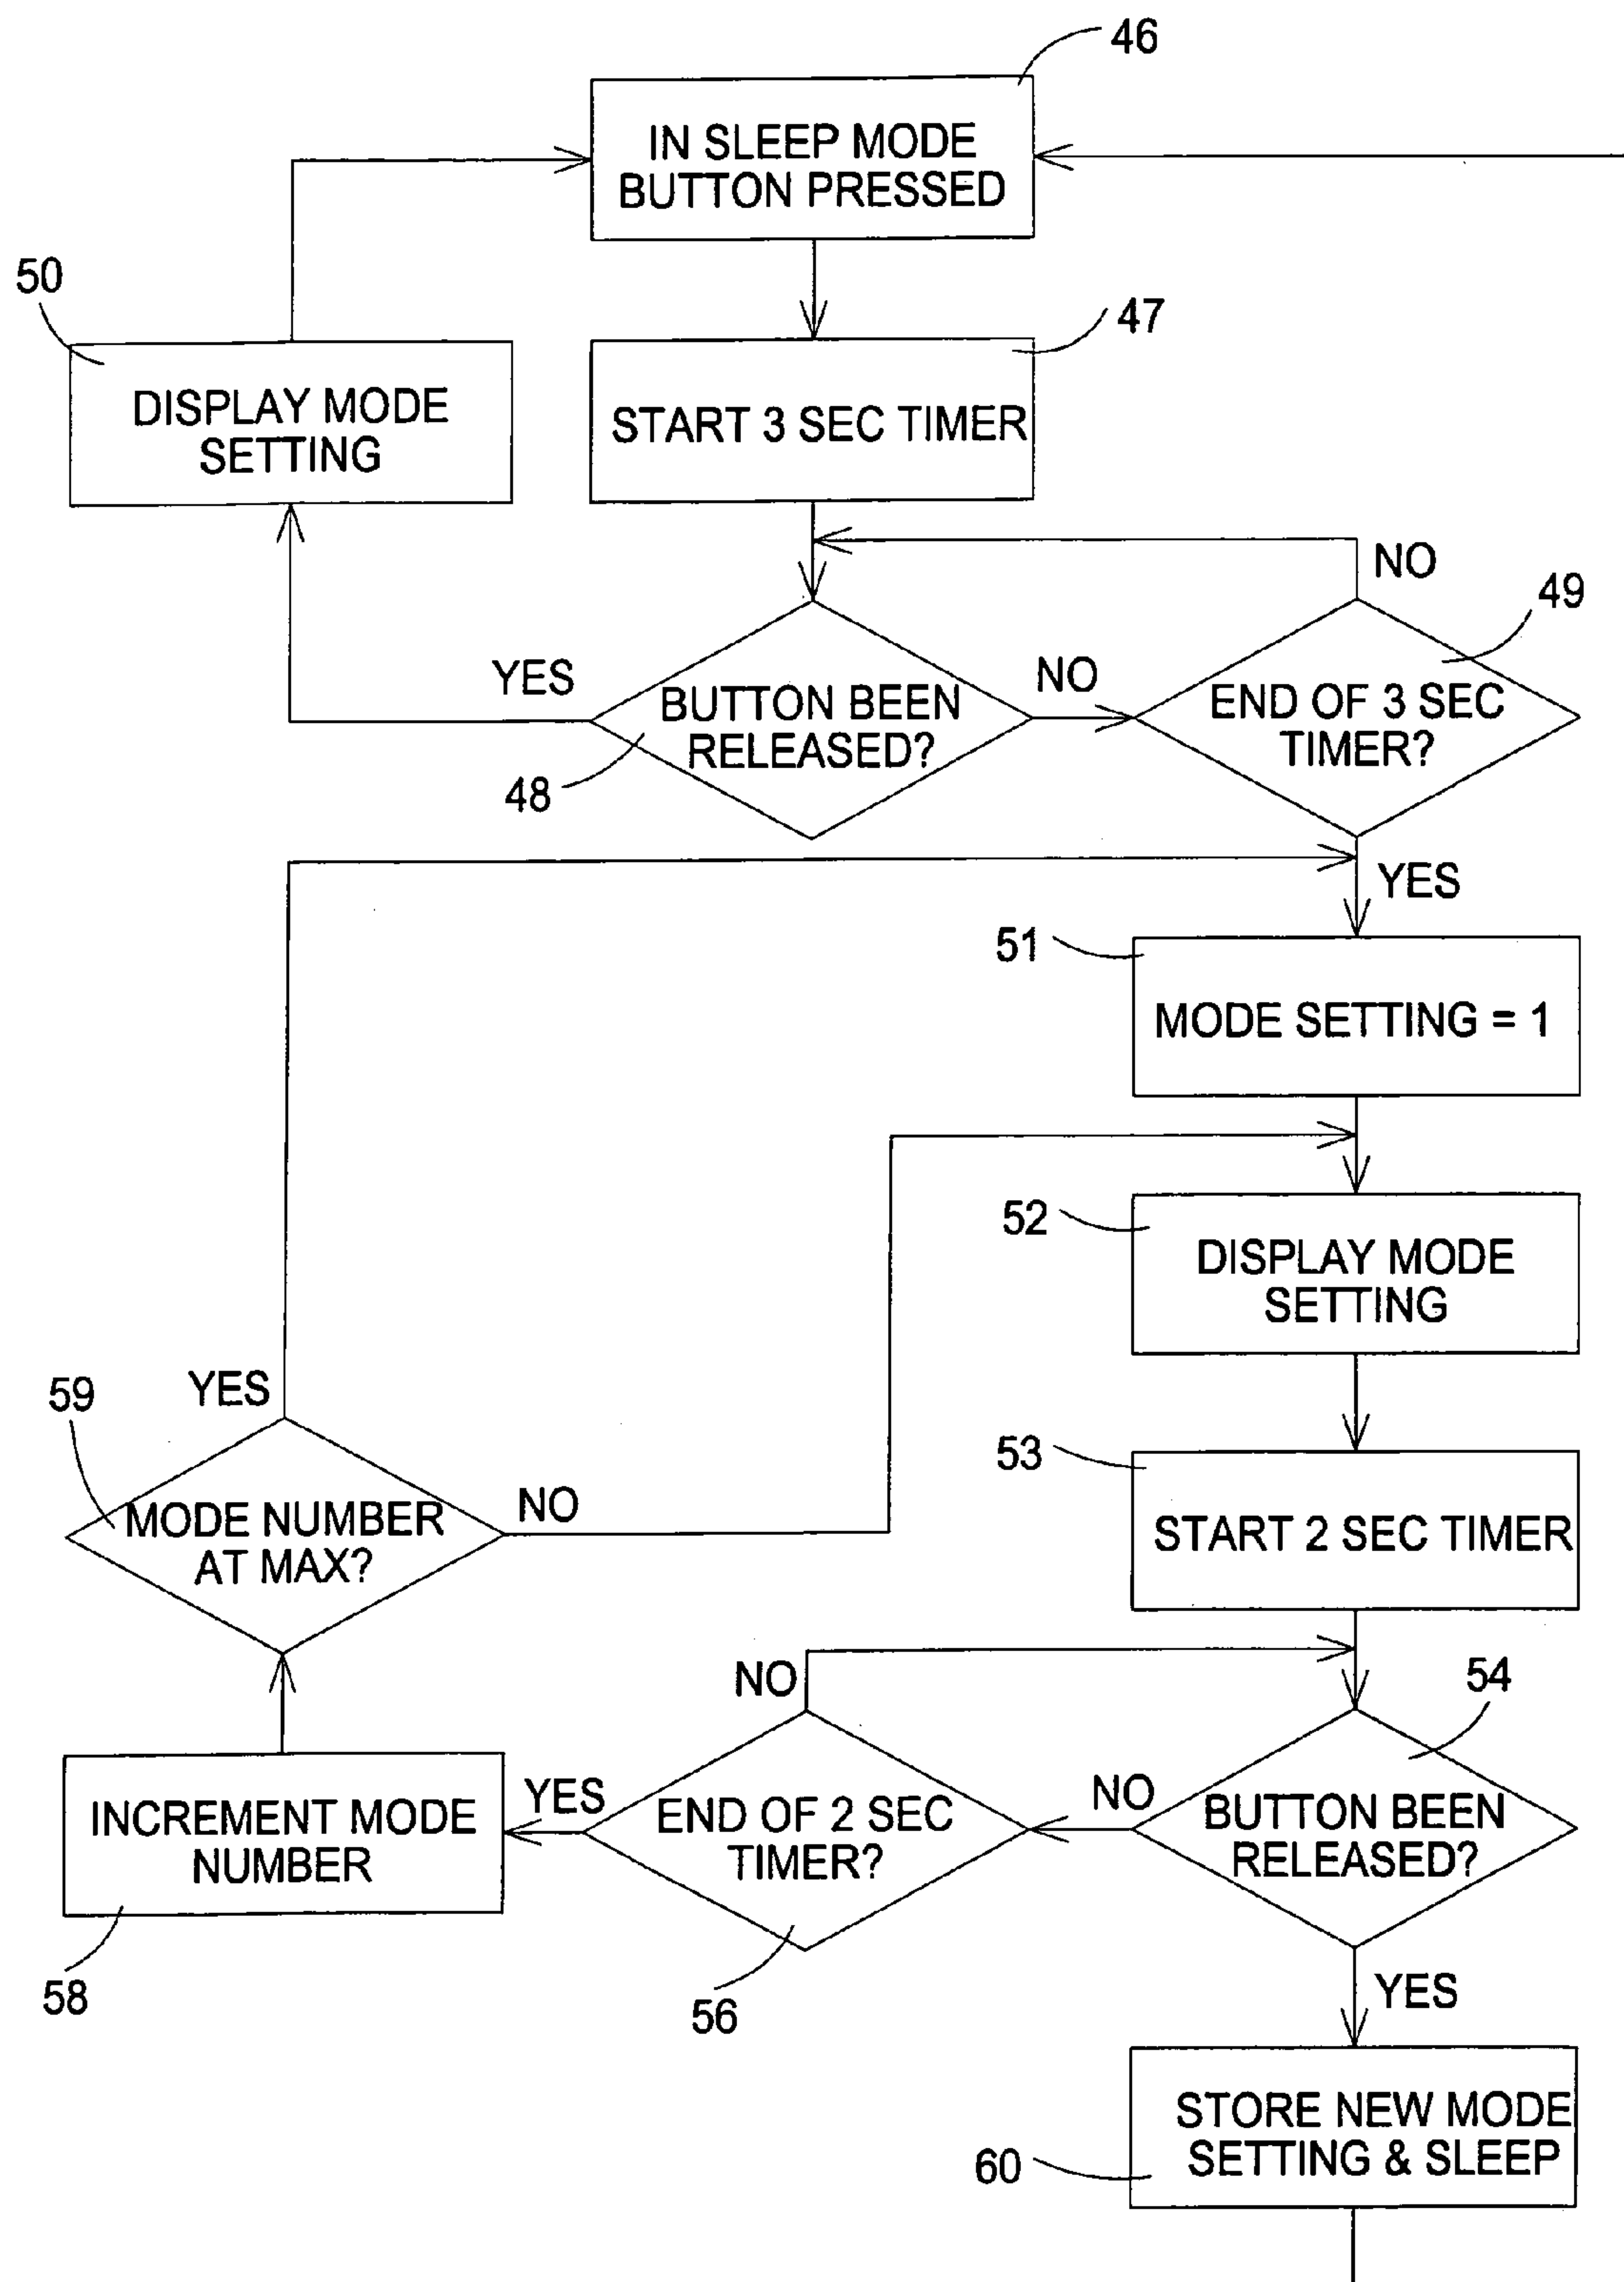 46
IN SLEEP MODE
BUTTON PRESSED
50
47
DISPLAY MODE
SETTING
START 3 SEC TIMER
NO
49
YES
NO
BUTTON BEEN
RELEASED?
END OF 3 SEC
TIMER?
48
YES
51
MODE SETTING = 1
52
DISPLAY MODE
SETTING
YES
59
53
NO
MODE NUMBER
AT MAX?
START 2 SEC TIMER
NO
54
YES
NO
INCREMENT MODE
NUMBER
END OF 2 SEC
TIMER?
BUTTON BEEN
RELEASED?
58
56
YES
STORE NEW MODE
SETTING & SLEEP
60